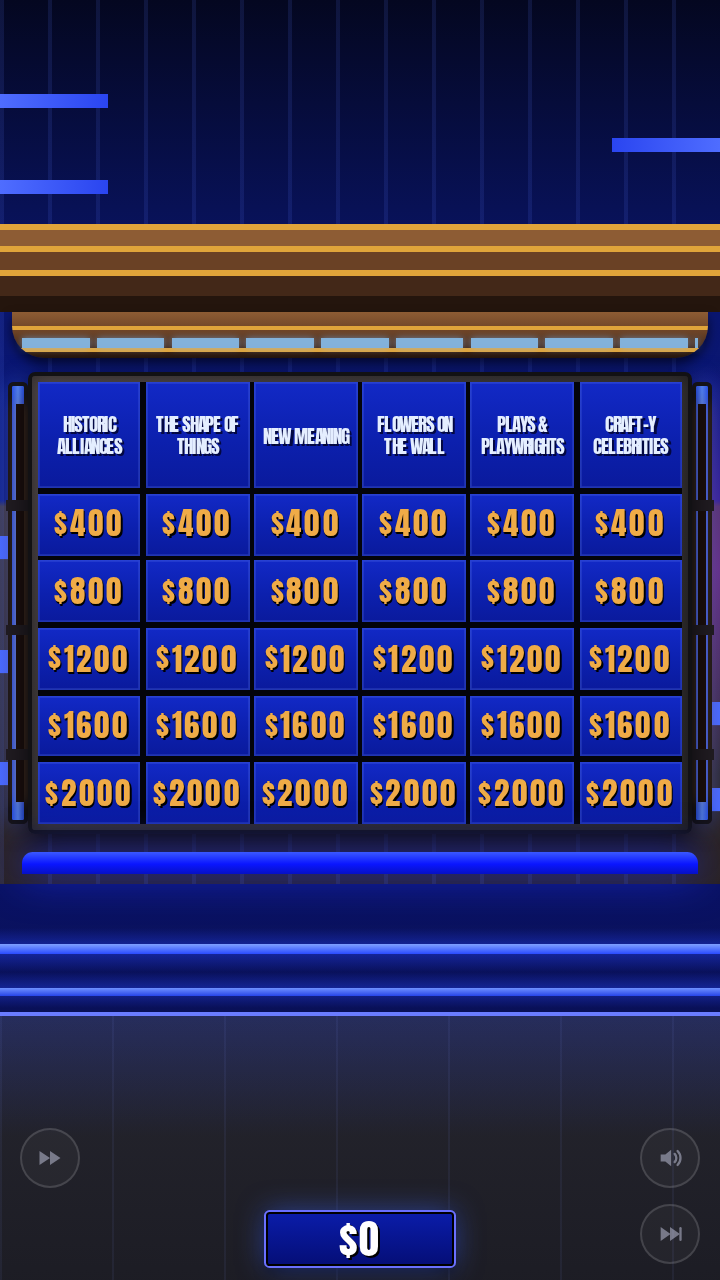 HISTORIC ALLIANCES
THE SHAPE OF THINGS
NEW MEANING
FLOWERS ON THE WALL
PLAYS & PLAYWRIGHTS
CRAFT-Y CELEBRITIES
$400 $400 $400 $400 $400 $400
$800 $800 $800 $800 $800 $800
$1200 $1200 $1200 $1200 $1200 $1200
$1600 $1600 $1600 $1600 $1600 $1600
$2000 $2000 $2000 $2000 $2000 $2000
$0